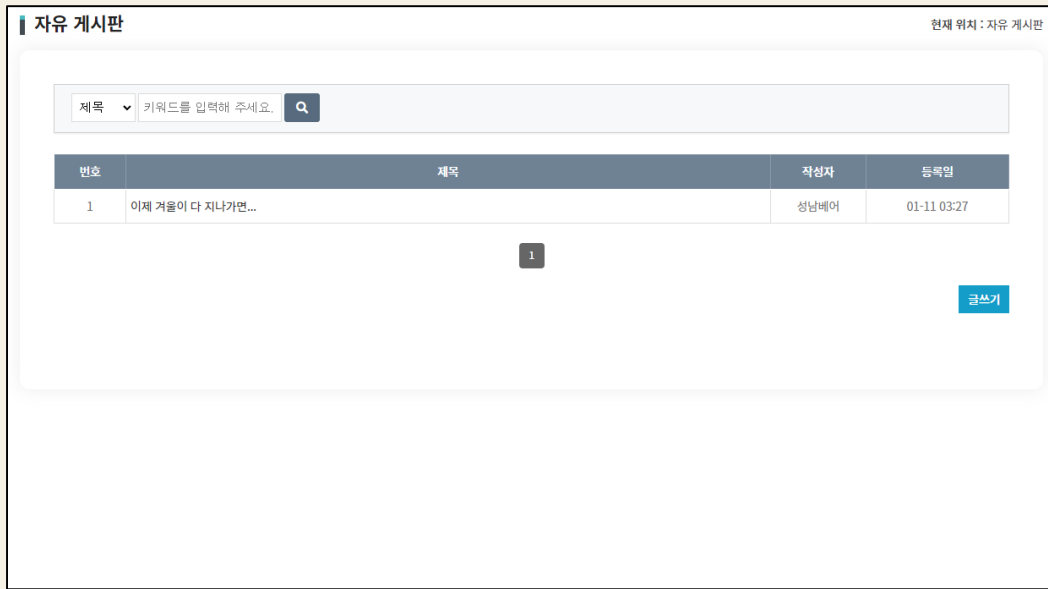 자유 게시판
현재 위치 : 자유 게시판
제목 키워드를 입력해 주세요.
번호 제목 작성자 등록일
1 이제 겨울이 다 지나가면... 성남베어 01-11 03:27
1
글쓰기